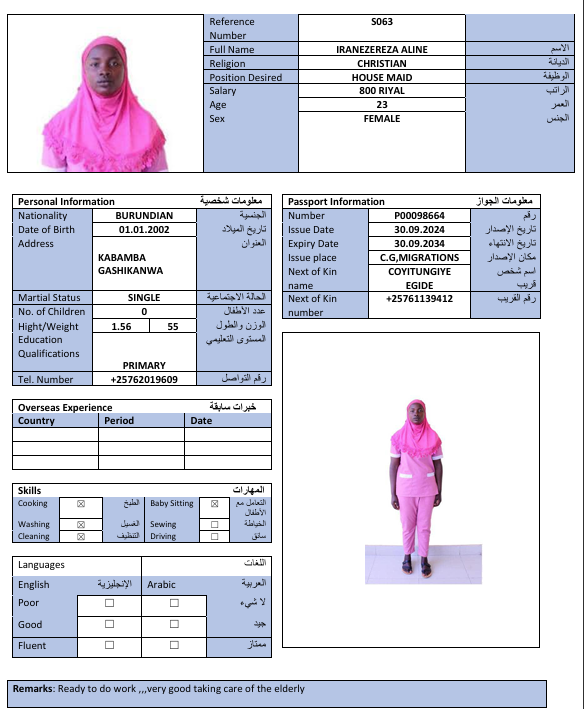 Reference Number S063
Full Name IRANEZEREZA ALINE الاسم
Religion CHRISTIAN الديانة
Position Desired HOUSE MAID الوظيفة
Salary 800 RIYAL الراتب
Age 23 العمر
Sex FEMALE الجنس
Personal Information معلومات شخصية
Nationality BURUNDIAN الجنسية
Date of Birth 01.01.2002 تاريخ الميلاد
Address العنوان
KABAMBA
GASHIKANWA
Martial Status SINGLE الحالة الاجتماعية
No. of Children 0 عدد الأطفال
Hight/Weight 1.56 55 الوزن والطول
Education المستوى التعليمي
Qualifications
PRIMARY
Tel. Number +25762019609 رقم التواصل
Passport Information معلومات الجواز
Number P00098664 رقم
Issue Date 30.09.2024 تاريخ الإصدار
Expiry Date 30.09.2034 تاريخ الانتهاء
Issue place C.G,MIGRATIONS مكان الإصدار
Next of Kin COYITUNGIYE اسم شخص
name EGIDE قريب
Next of Kin +25761139412 رقم القريب
number
Overseas Experience خبرات سابقة
Country Period Date
Skills المهارات
Cooking ☒ الطبخ Baby Sitting ☒ التعامل مع
الأطفال
Washing ☒ الغسيل Sewing ☐ الخياطة
Cleaning ☒ التنظيف Driving ☐ سائق
Languages اللغات
English الإنجليزية Arabic العربية
Poor ☐ ☐ لا شيء
Good ☐ ☐ جيد
Fluent ☐ ☐ ممتاز
Remarks: Ready to do work ,,,very good taking care of the elderly